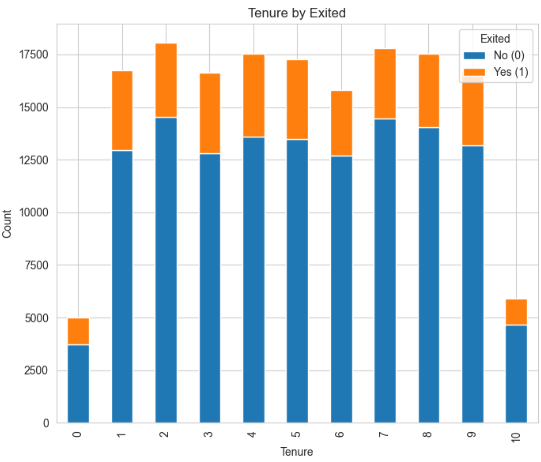 Tenure by Exited
Exited
No (0)
Yes (1)
17500
15000
12500
10000
7500
5000
2500
0
Count
0 1 2 3 4 5 6 7 8 9 10
Tenure